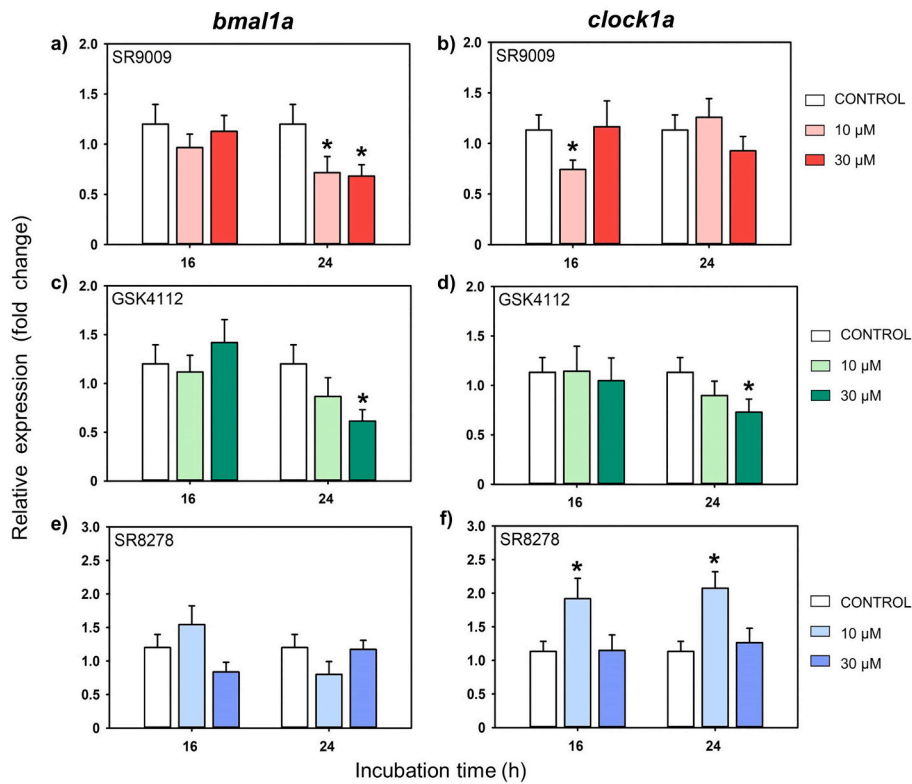 bmal1a
clock1a
a)
2.0
1.5
1.0
0.5
0
SR9009
*
*
16
24
b)
2.0
1.5
1.0
0.5
0
SR9009
*
16
24
CONTROL
10 µM
30 µM
Relative expression (fold change)
c)
2.0
1.5
1.0
0.5
0
GSK4112
*
16
24
d)
2.0
1.5
1.0
0.5
0
GSK4112
*
16
24
CONTROL
10 µM
30 µM
e)
3.0
2.5
2.0
1.5
1.0
0.5
0
SR8278
16
24
f)
3.0
2.5
2.0
1.5
1.0
0.5
0
SR8278
*
*
16
24
CONTROL
10 µM
30 µM
Incubation time (h)